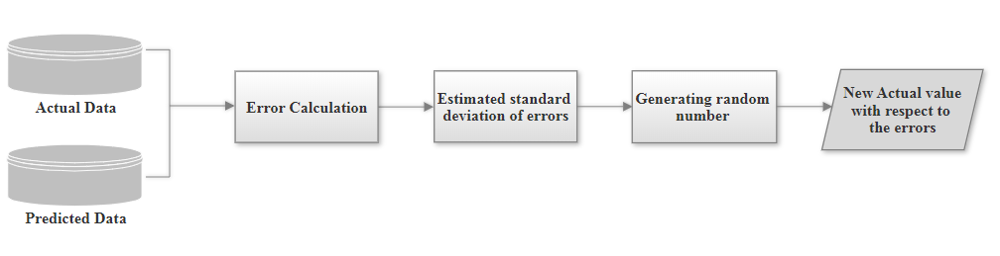 Actual Data
Predicted Data
Error Calculation
Estimated standard
deviation of errors
Generating random
number
New Actual value
with respect to
the errors